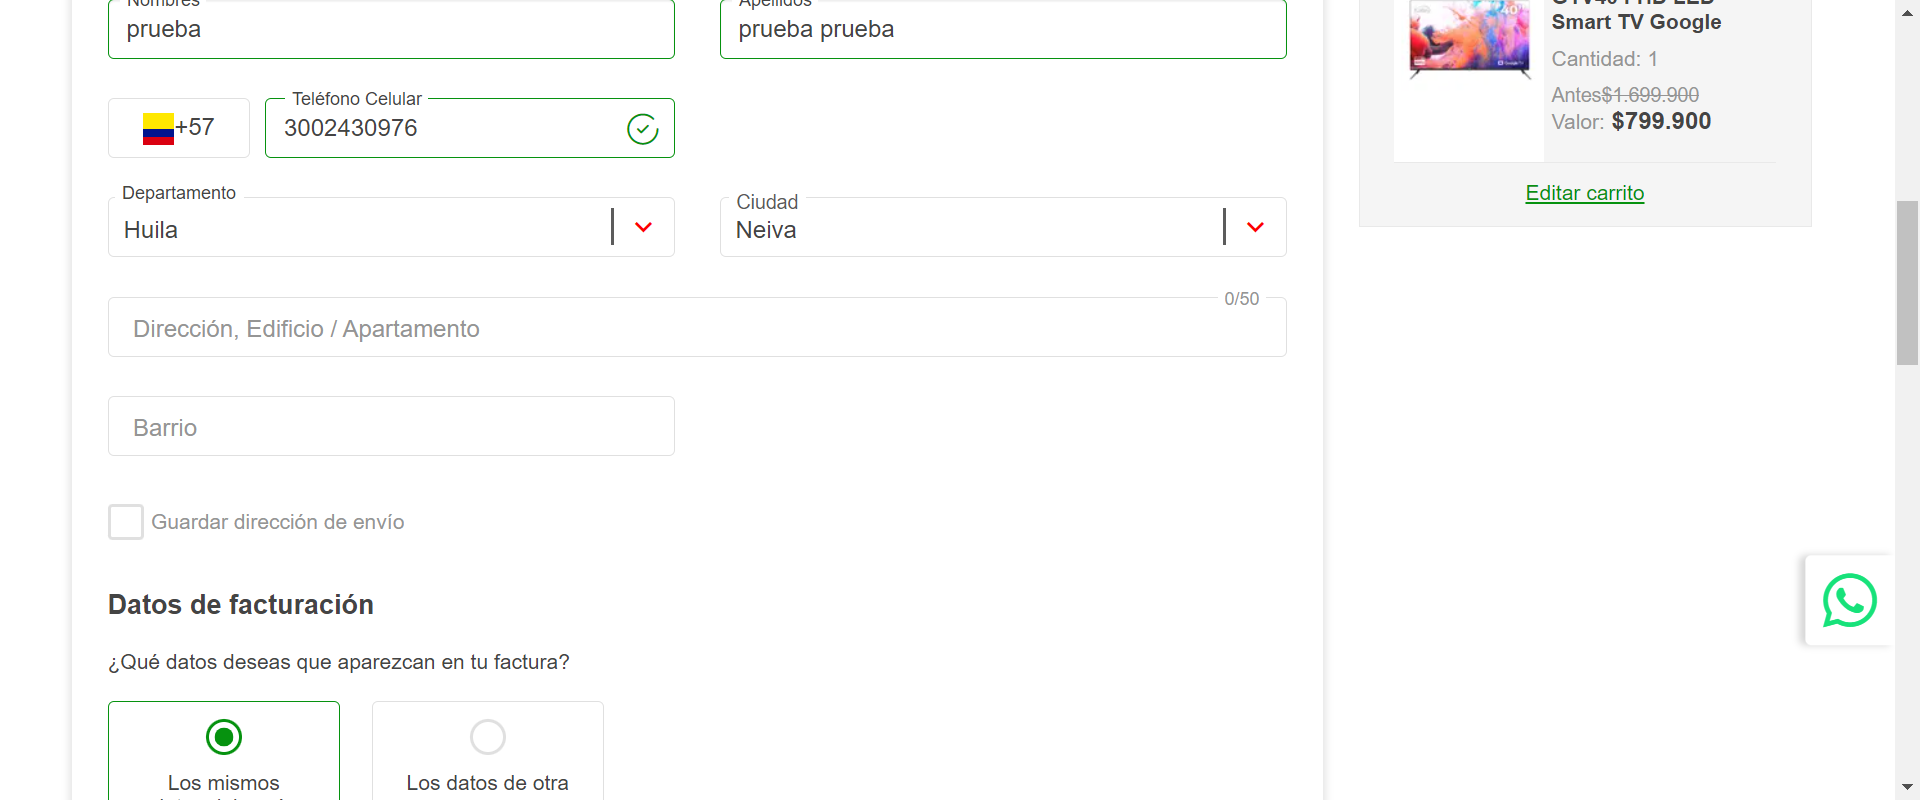 Nombres
prueba
Apellidos
prueba prueba
+57
Teléfono Celular
3002430976
Departamento
Huila
Ciudad
Neiva
0/50
Dirección, Edificio / Apartamento
Barrio
Guardar dirección de envío
Datos de facturación
¿Qué datos deseas que aparezcan en tu factura?
Los mismos
Los datos de otra
Smart TV Google
Cantidad: 1
Antes$1.699.900
Valor: $799.900
Editar carrito